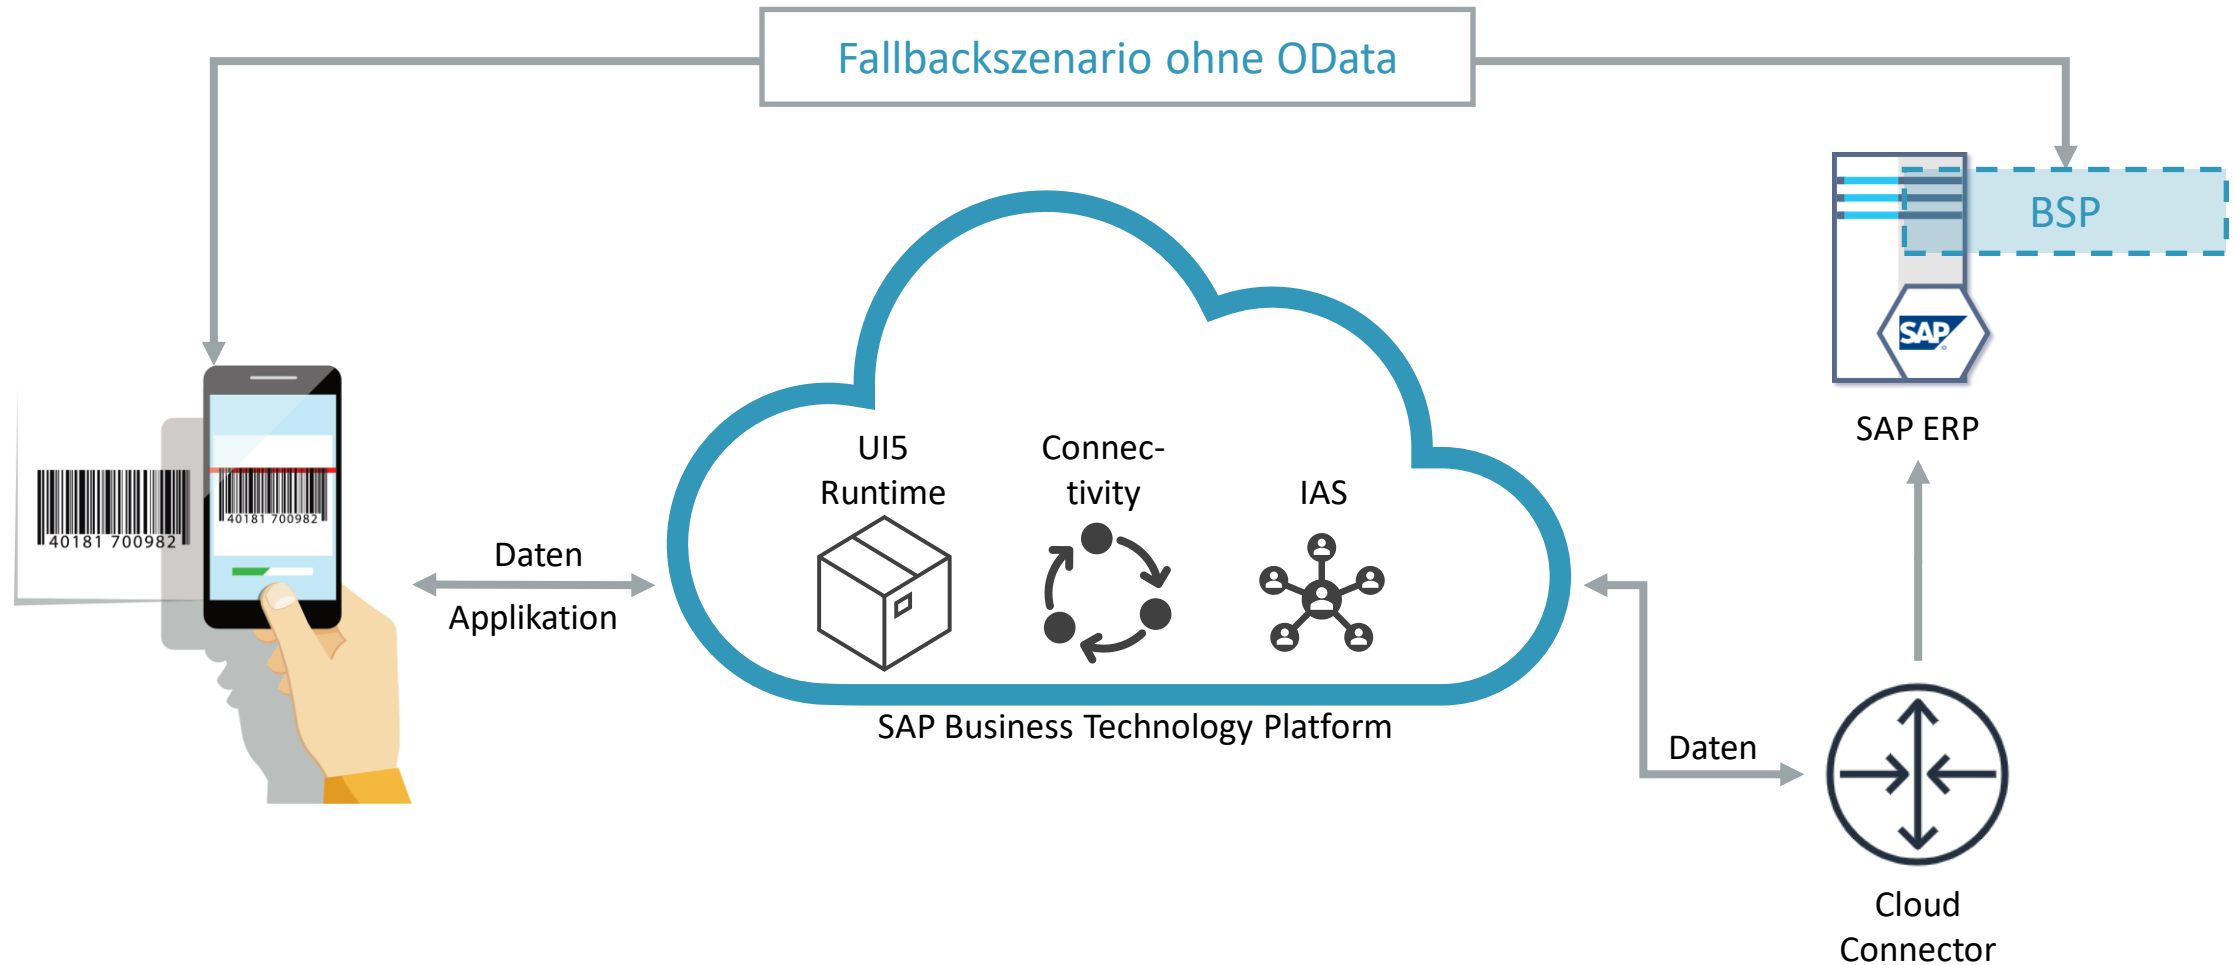 Fallbackszenario ohne OData
BSP
SAP
SAP ERP
UI5
Runtime
Connec-
tivity
IAS
40181 700982
40181 700982
Daten
Applikation
SAP Business Technology Platform
Daten
Cloud
Connector